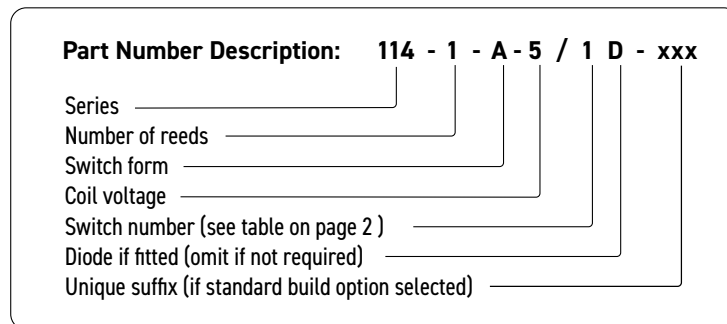 Part Number Description: 114 - 1 - A - 5 / 1 D - xxx
Series
Number of reeds
Switch form
Coil voltage
Switch number (see table on page 2 )
Diode if fitted (omit if not required)
Unique suffix (if standard build option selected)